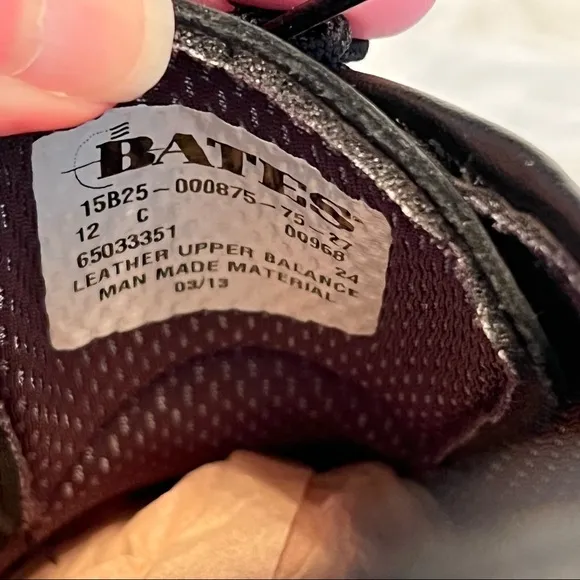 BATES
15B25-000875-75-27
12 C 00968
65033351 24
LEATHER UPPER BALANCE
MAN MADE MATERIAL
03/13